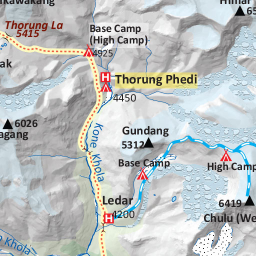 Thorung La
5415
Base Camp
(High Camp)
4925
H
Thorung Phedi
4450
6026
Kone Khola
Gundang
5312
Base Camp
High Camp
Ledar
4200
H
6419
Chulu (We
Khola